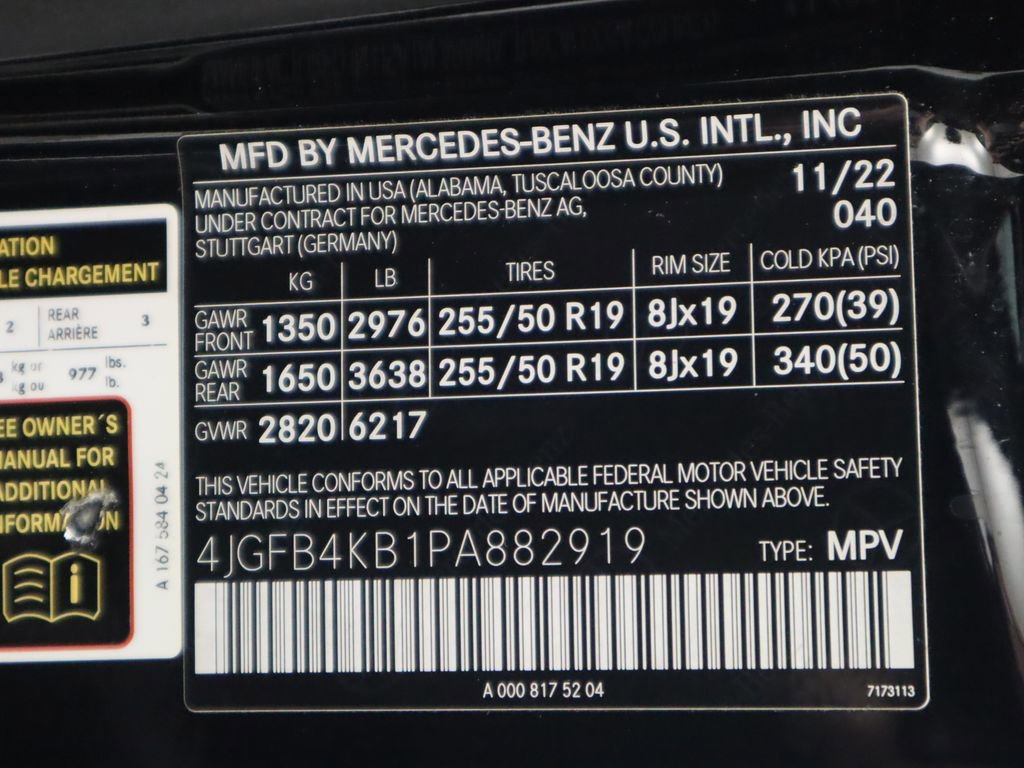 MFD BY MERCEDES-BENZ U.S. INTL., INC
MANUFACTURED IN USA (ALABAMA, TUSCALOOSA COUNTY) 11/22
UNDER CONTRACT FOR MERCEDES-BENZ AG, 040
STUTTGART (GERMANY)
KG LB TIRES RIM SIZE COLD KPA (PSI)
GAWR FRONT 1350 2976 255/50 R19 8Jx19 270(39)
GAWR REAR 1650 3638 255/50 R19 8Jx19 340(50)
GVWR 2820 6217
THIS VEHICLE CONFORMS TO ALL APPLICABLE FEDERAL MOTOR VEHICLE SAFETY
STANDARDS IN EFFECT ON THE DATE OF MANUFACTURE SHOWN ABOVE.
4JGFB4KB1PA882919 TYPE: MPV
A 000 817 52 04 7173113
ATION
LE CHARGEMENT
2 REAR ARRIÈRE 3
kg or 977 lbs.
kg ou lb.
EE OWNER´S
MANUAL FOR
ADDITIONAL
A 167 584 04 24